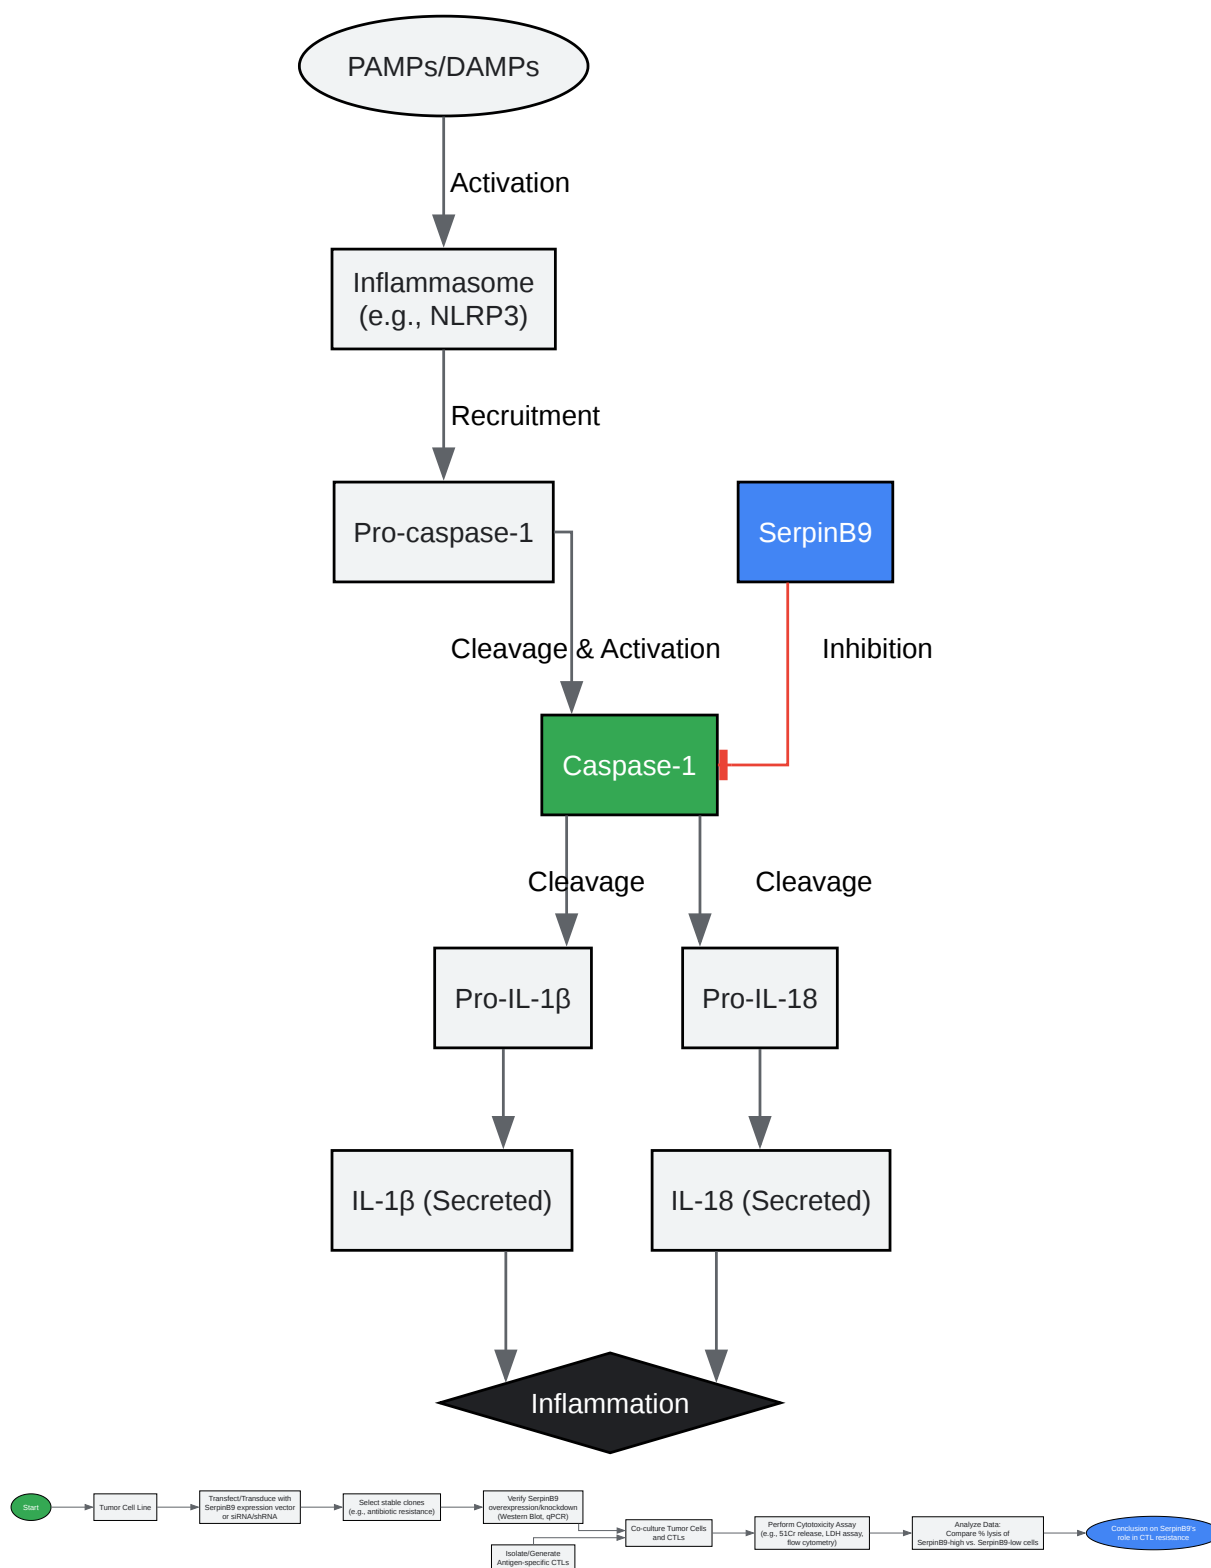 PAMPs/DAMPs
Activation
Inflammasome
(e.g., NLRP3)
Recruitment
Pro-caspase-1
SerpinB9
Cleavage & Activation
Inhibition
Caspase-1
Cleavage
Cleavage
Pro-IL-1β
Pro-IL-18
IL-1β (Secreted)
IL-18 (Secreted)
Inflammation
Start
Tumor Cell Line
Transfect/Transduce with
SerpinB9 expression vector
or siRNA/shRNA
Select stable clones
(e.g., antibiotic resistance)
Verify SerpinB9
overexpression/knockdown
(Western Blot, qPCR)
Isolate/Generate
Antigen-specific CTLs
Co-culture Tumor Cells
and CTLs
Perform Cytotoxicity Assay
(e.g., 51Cr release, LDH assay,
flow cytometry)
Analyze Data:
Compare % lysis of
SerpinB9-high vs. SerpinB9-low cells
Conclusion on SerpinB9's
role in CTL resistance